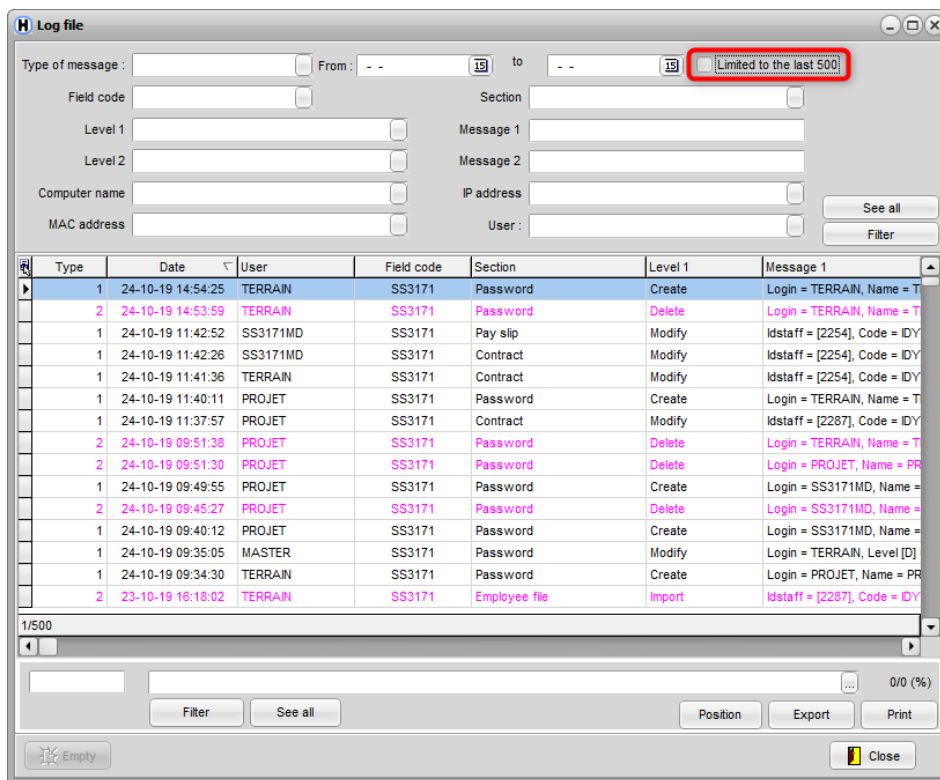 H Log file
Type of message : From : - - 15 to - - 15 Limited to the last 500
Field code Section
Level 1 Message 1
Level 2 Message 2
Computer name IP address
MAC address User :
See all
Filter
Type Date User Field code Section Level 1 Message 1
1 24-10-19 14:54:25 TERRAIN SS3171 Password Create Login = TERRAIN, Name = T
2 24-10-19 14:53:59 TERRAIN SS3171 Password Delete Login = TERRAIN, Name = T
1 24-10-19 11:42:52 SS3171MD SS3171 Pay slip Modify Idstaff = [2254], Code = IDY
1 24-10-19 11:42:26 SS3171MD SS3171 Contract Modify Idstaff = [2254], Code = IDY
1 24-10-19 11:41:36 TERRAIN SS3171 Contract Modify Idstaff = [2254], Code = IDY
1 24-10-19 11:40:11 PROJET SS3171 Password Create Login = TERRAIN, Name = T
1 24-10-19 11:37:57 PROJET SS3171 Contract Modify Idstaff = [2287], Code = IDY
2 24-10-19 09:51:38 PROJET SS3171 Password Delete Login = TERRAIN, Name = T
2 24-10-19 09:51:30 PROJET SS3171 Password Delete Login = PROJET, Name = PR
1 24-10-19 09:49:55 PROJET SS3171 Password Create Login = SS3171MD, Name =
2 24-10-19 09:45:27 PROJET SS3171 Password Delete Login = SS3171MD, Name =
1 24-10-19 09:40:12 PROJET SS3171 Password Create Login = SS3171MD, Name =
1 24-10-19 09:35:05 MASTER SS3171 Password Modify Login = TERRAIN, Level [D]
1 24-10-19 09:34:30 TERRAIN SS3171 Password Create Login = PROJET, Name = PR
2 23-10-19 16:18:02 TERRAIN SS3171 Employee file Import Idstaff = [2287], Code = IDY
1/500
... 0/0 (%)
Filter See all Position Export Print
Empty Close